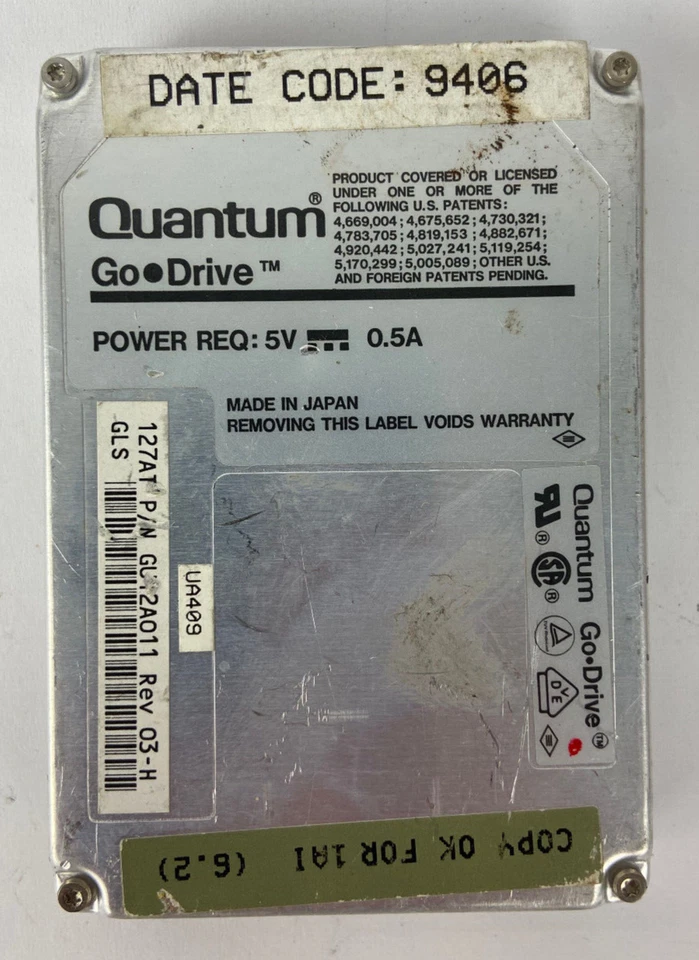 DATE CODE: 9406
Quantum®
Go●Drive™
PRODUCT COVERED OR LICENSED
UNDER ONE OR MORE OF THE
FOLLOWING U.S. PATENTS:
4,669,004; 4,675,652; 4,730,321;
4,783,705; 4,819,153; 4,882,671;
4,920,442; 5,027,241; 5,119,254;
5,170,299; 5,005,089; OTHER U.S.
AND FOREIGN PATENTS PENDING.
POWER REQ: 5V 0.5A
MADE IN JAPAN
REMOVING THIS LABEL VOIDS WARRANTY
127AT P/N Rev 03-H
GLS
UA409
Quantum
Go•Drive™
COPY OK FOR 1AI (6.2)